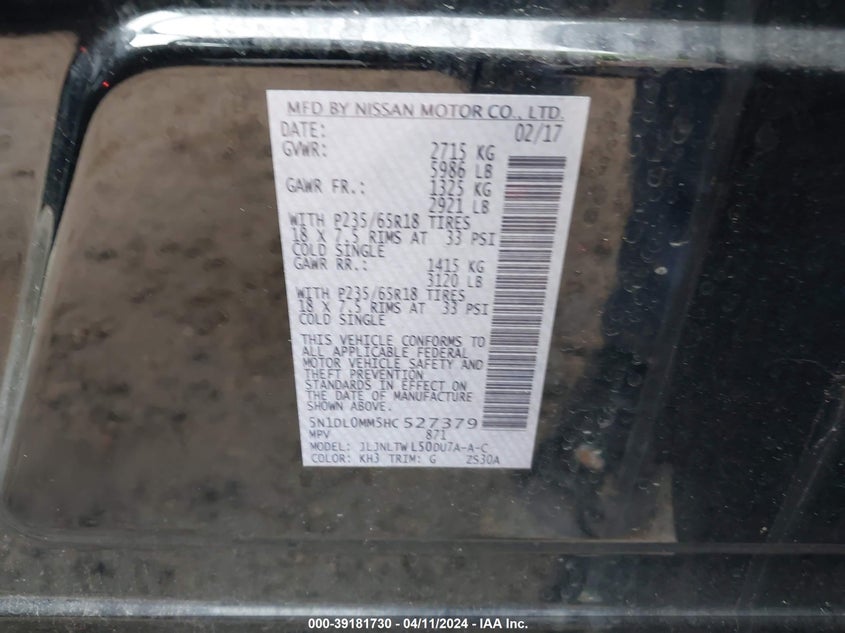 MFD BY NISSAN MOTOR CO., LTD.
DATE: 02/17
GVWR: 2715 KG
5986 LB
GAWR FR.: 1325 KG
2921 LB
WITH P235/65R18 TIRES
18 X 7.5 RIMS AT 33 PSI
COLD SINGLE
GAWR RR.: 1415 KG
3120 LB
WITH P235/65R18 TIRES
18 X 7.5 RIMS AT 33 PSI
COLD SINGLE
THIS VEHICLE CONFORMS TO
ALL APPLICABLE FEDERAL
MOTOR VEHICLE SAFETY AND
THEFT PREVENTION
STANDARDS IN EFFECT ON
THE DATE OF MANUFACTURE
SHOWN ABOVE.
5N1DL0MM5HC527379
MPV 871
MODEL: JLJNLTWL50DU7A-A-C
COLOR: KH3 TRIM: G ZS30A
000-39181730 - 04/11/2024 - IAA Inc.